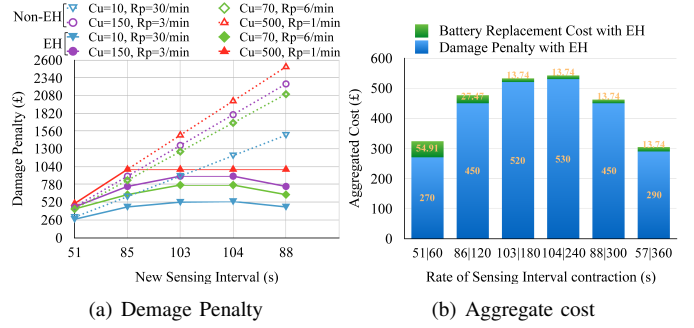 Non-EH
Cu=10, Rp=30/min
Cu=70, Rp=6/min
Cu=150, Rp=3/min
Cu=500, Rp=1/min
EH
Cu=10, Rp=30/min
Cu=70, Rp=6/min
Cu=150, Rp=3/min
Cu=500, Rp=1/min
Damage Penalty (£)
2600
2340
2080
1820
1560
1300
1040
780
520
260
0
51 85 103 104 88
New Sensing Interval (s)
(a) Demage Penalty
Battery Replacement Cost with EH
Damage Penalty with EH
Aggregated Cost (£)
600
500
400
300
200
100
0
54.91
27.47
13.74
13.74
13.74
13.74
270
450
520
530
450
290
51|60 86|120 103|180 104|240 88|300 57|360
Rate of Sensing Interval contraction (s)
(b) Aggregate cost